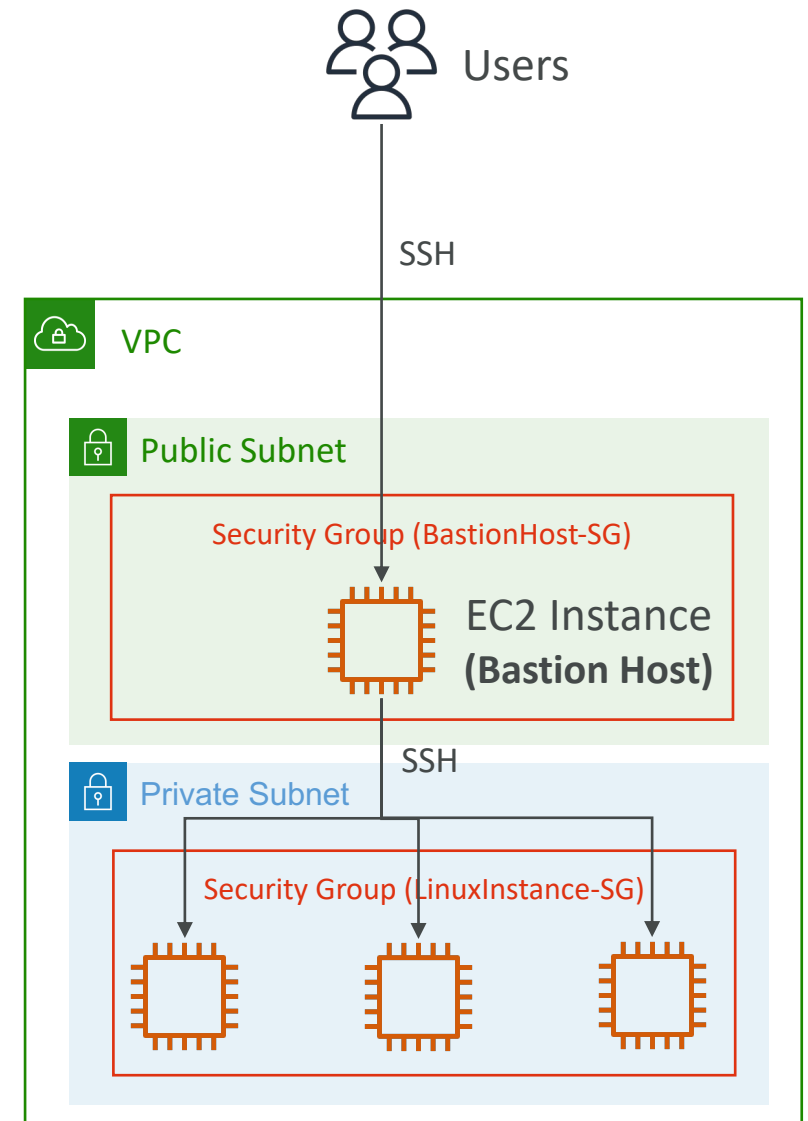 Users
SSH
VPC
Public Subnet
Security Group (BastionHost-SG)
EC2 Instance
(Bastion Host)
SSH
Private Subnet
Security Group (LinuxInstance-SG)